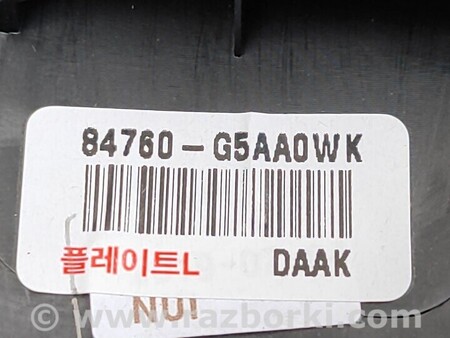 84760-G5AA0WK
플레이트L DAAK
NUI
© www.razborki.com